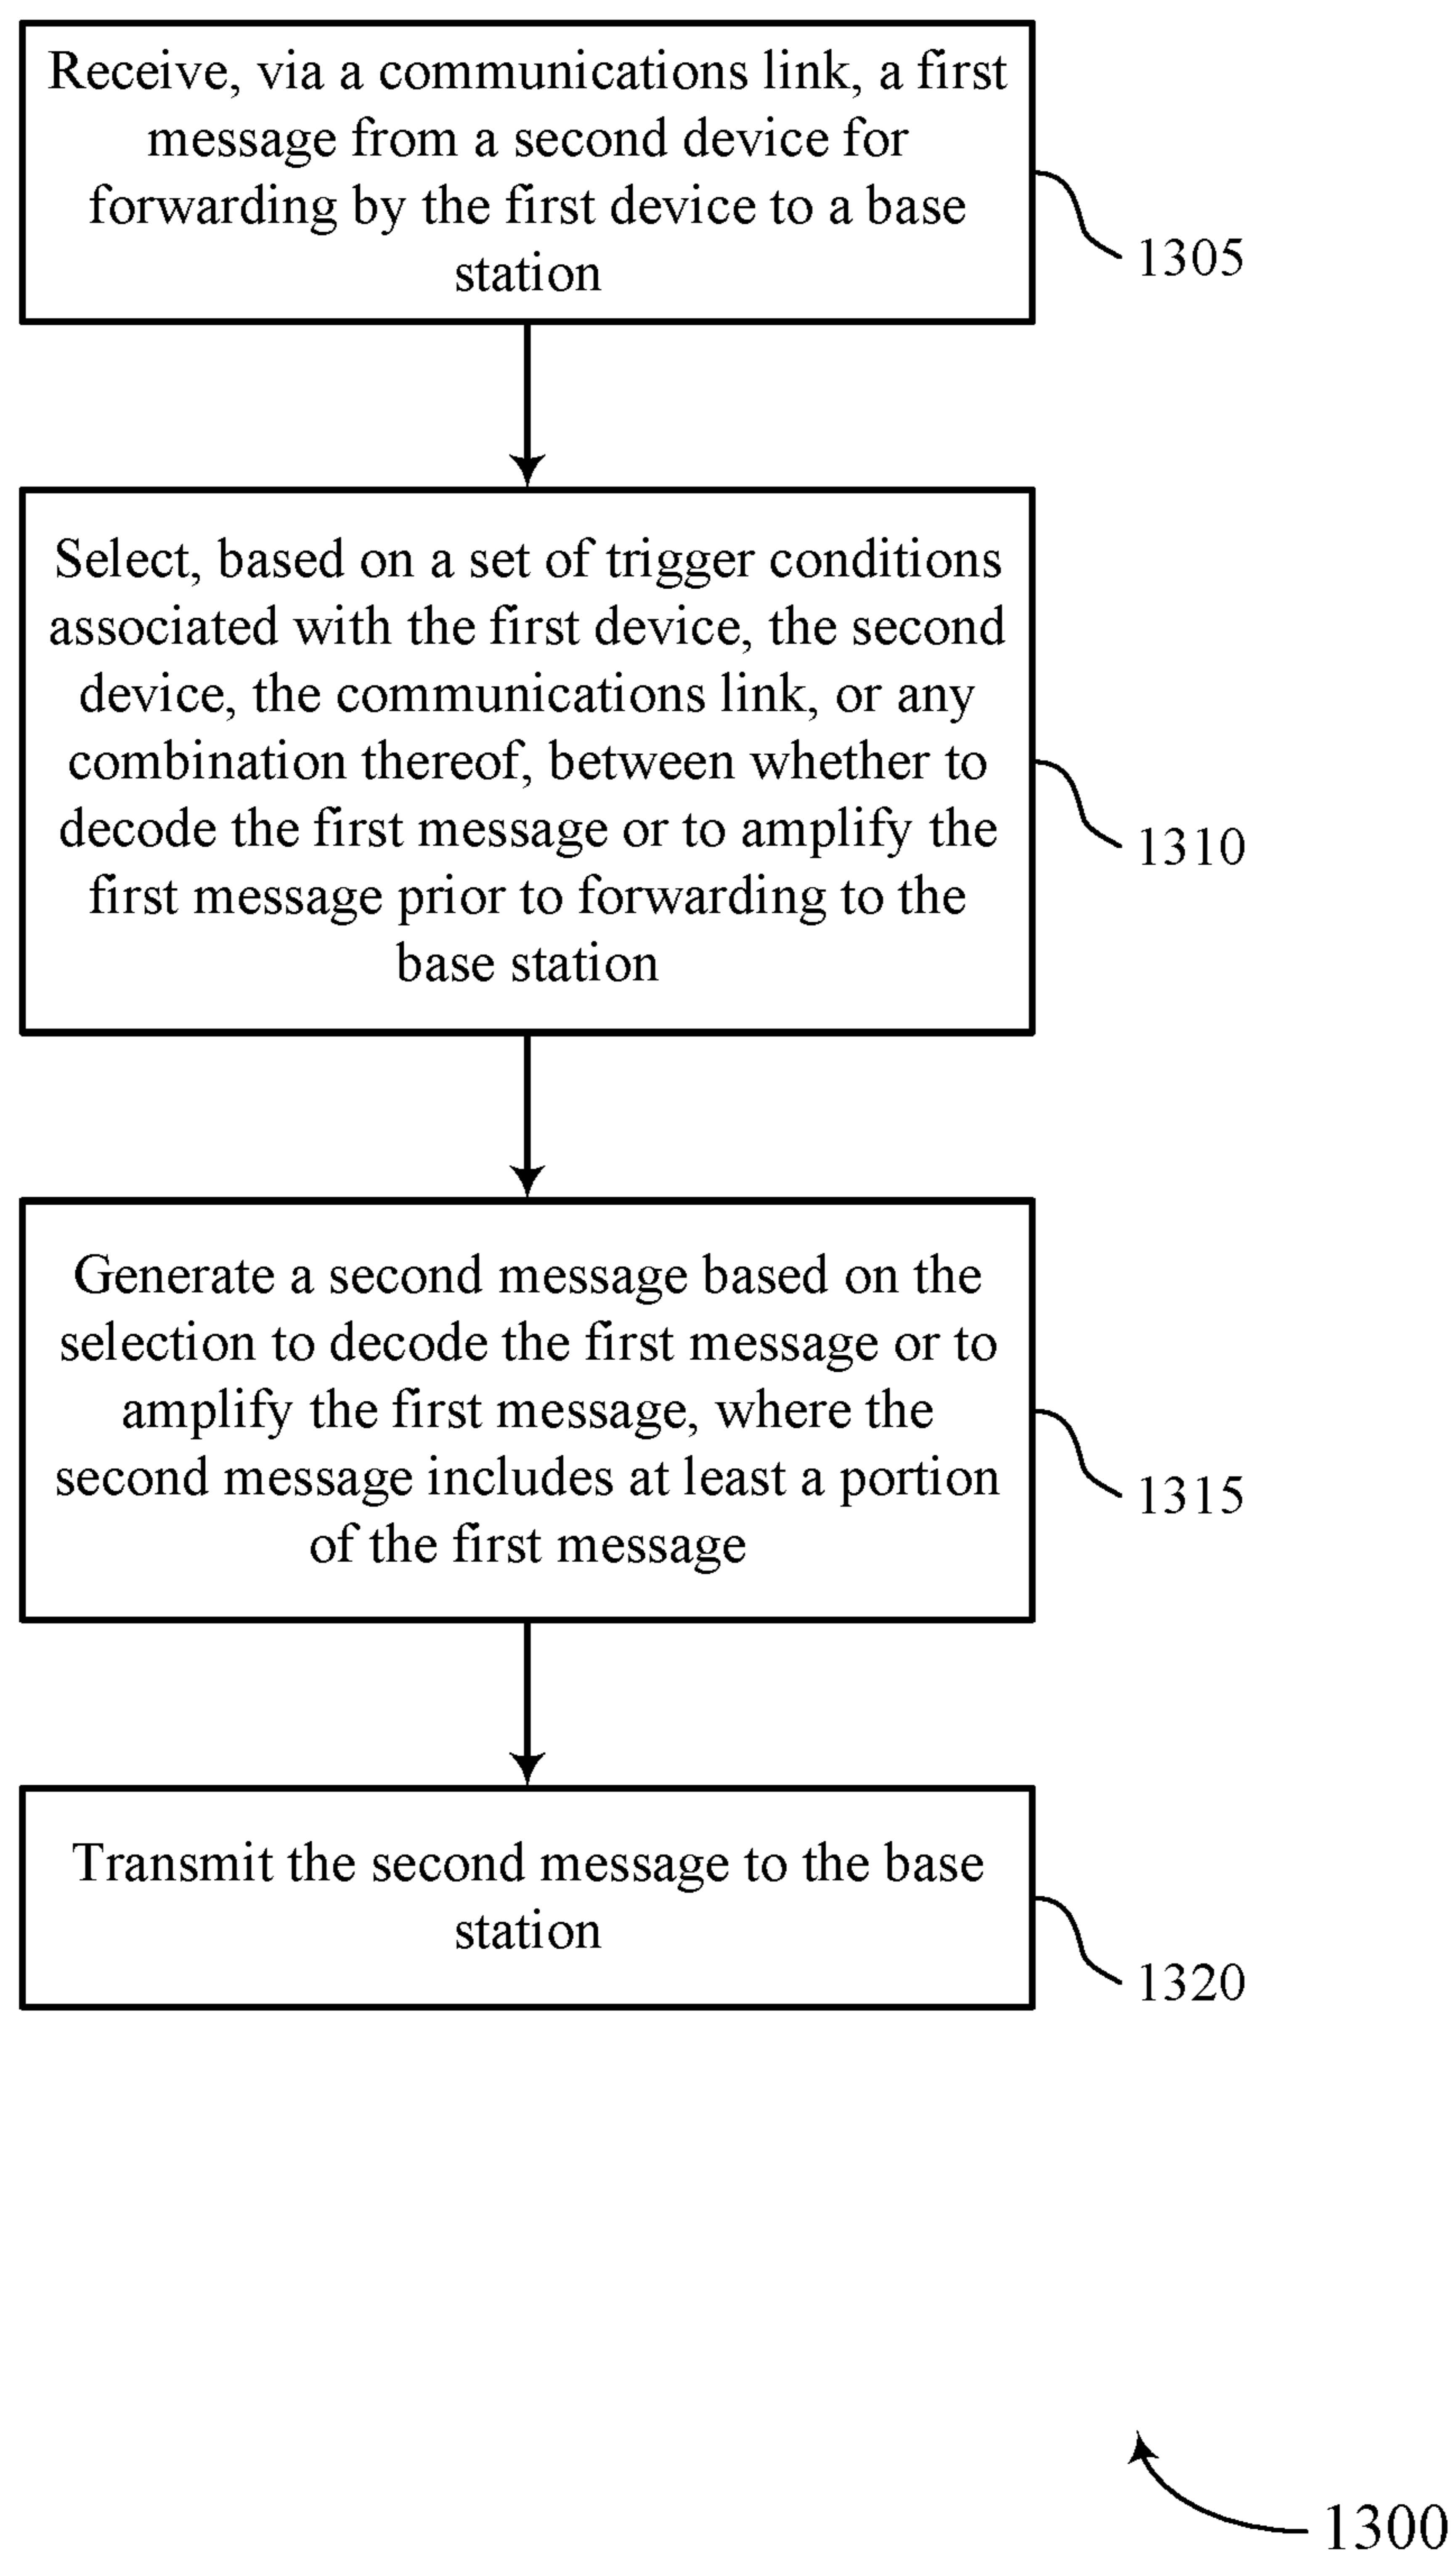 Receive, via a communications link, a first
message from a second device for
forwarding by the first device to a base
station
1305
Select, based on a set of trigger conditions
associated with the first device, the second
device, the communications link, or any
combination thereof, between whether to
decode the first message or to amplify the
first message prior to forwarding to the
base station
1310
Generate a second message based on the
selection to decode the first message or to
amplify the first message, where the
second message includes at least a portion
of the first message
1315
Transmit the second message to the base
station
1320
1300